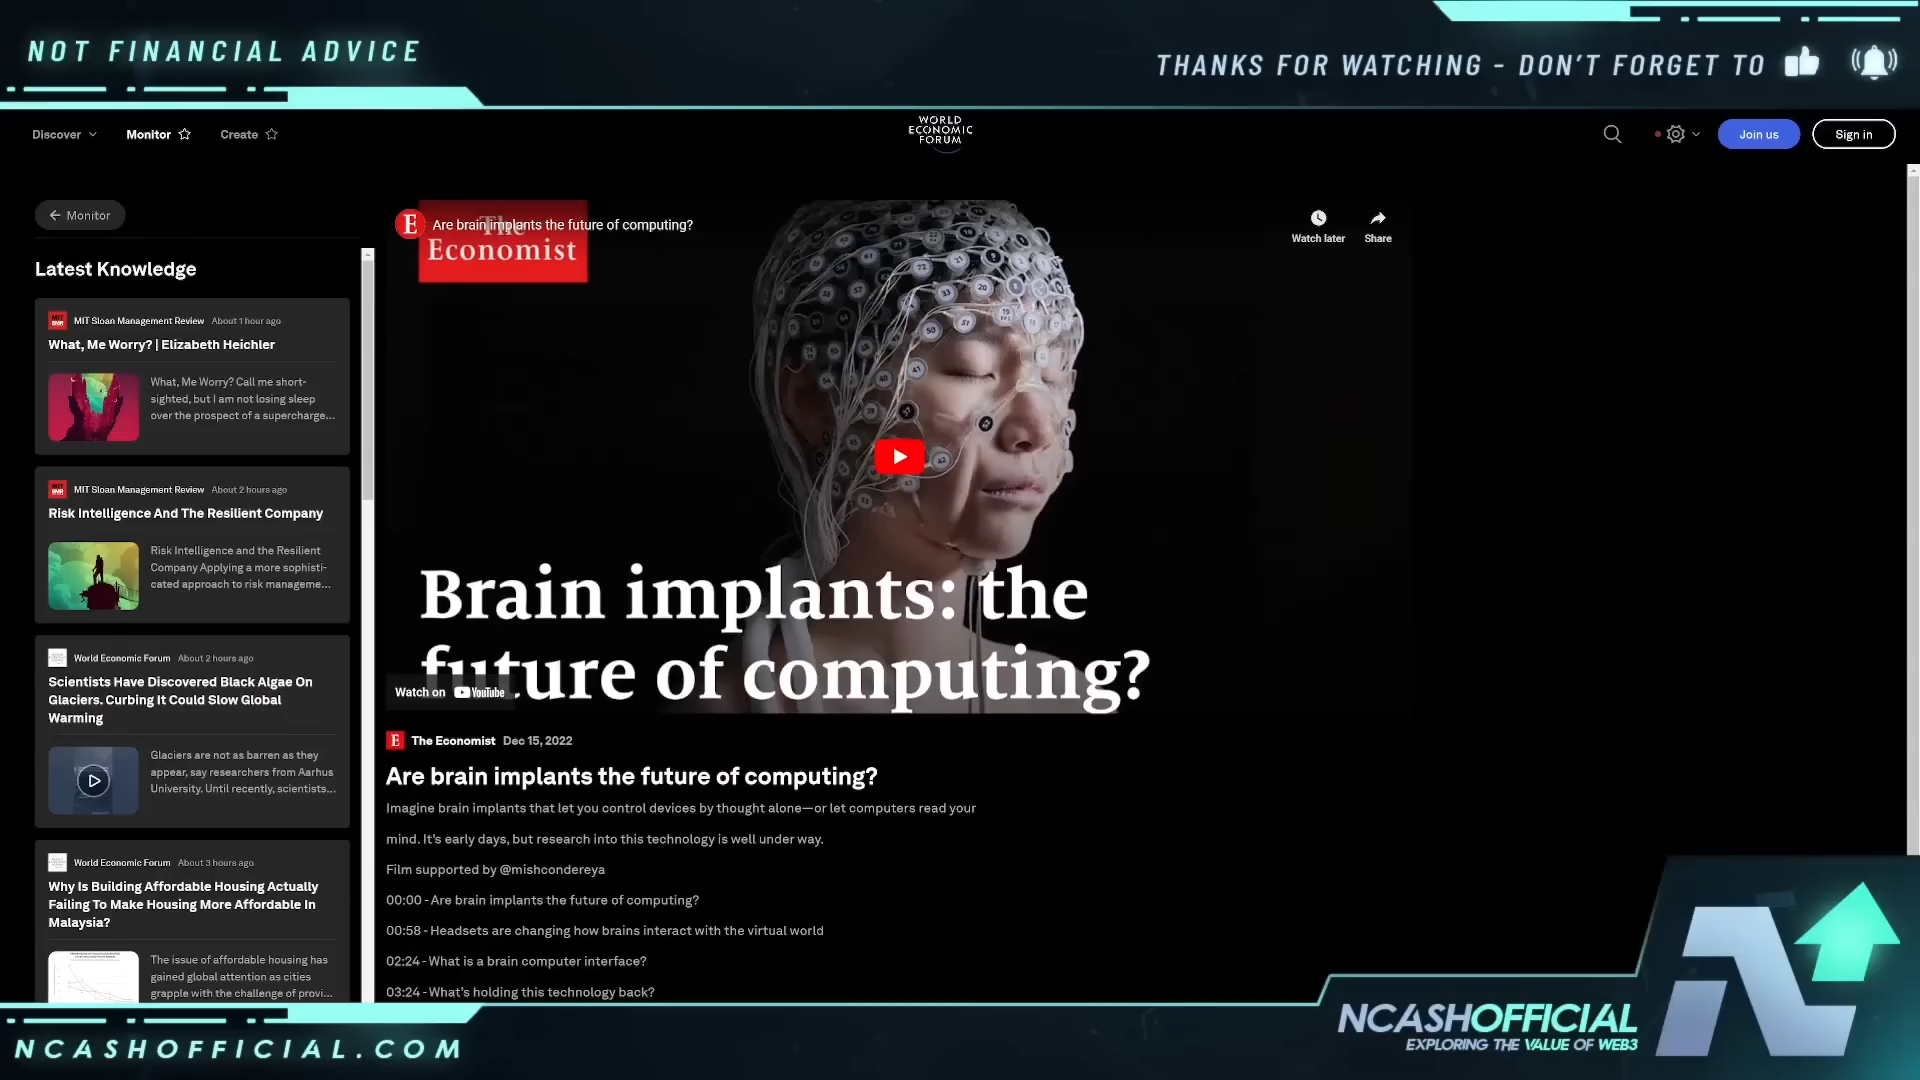 NOT FINANCIAL ADVICE
THANKS FOR WATCHING - DON'T FORGET TO
Discover
Monitor
Create
WORLD
ECONOMIC
FORUM
Join us
Sign in
Monitor
Latest Knowledge
MIT Sloan Management Review About 1 hour ago
What, Me Worry? | Elizabeth Heichler
What, Me Worry? Call me short-
sighted, but I am not losing sleep
over the prospect of a supercharge...
MIT Sloan Management Review About 2 hours ago
Risk Intelligence And The Resilient Company
Risk Intelligence and the Resilient
Company Applying a more sophisti-
cated approach to risk manageme...
World Economic Forum About 2 hours ago
Scientists Have Discovered Black Algae On
Glaciers. Curbing It Could Slow Global
Warming
Glaciers are not as barren as they
appear, say researchers from Aarhus
University. Until recently, scientists...
World Economic Forum About 3 hours ago
Why Is Building Affordable Housing Actually
Failing To Make Housing More Affordable In
Malaysia?
The issue of affordable housing has
gained global attention as cities
grapple with the challenge of provi...
E Are brain implants the future of computing?
The
Economist
Watch later
Share
Brain implants: the
future of computing?
Watch on YouTube
E The Economist Dec 15, 2022
Are brain implants the future of computing?
Imagine brain implants that let you control devices by thought alone—or let computers read your
mind. It's early days, but research into this technology is well under way.
Film supported by @mishcondereya
00:00 - Are brain implants the future of computing?
00:58 - Headsets are changing how brains interact with the virtual world
02:24 - What is a brain computer interface?
03:24 - What's holding this technology back?
NCASHOFFICIAL
EXPLORING THE VALUE OF WEB3
NCASHOFFICIAL.COM